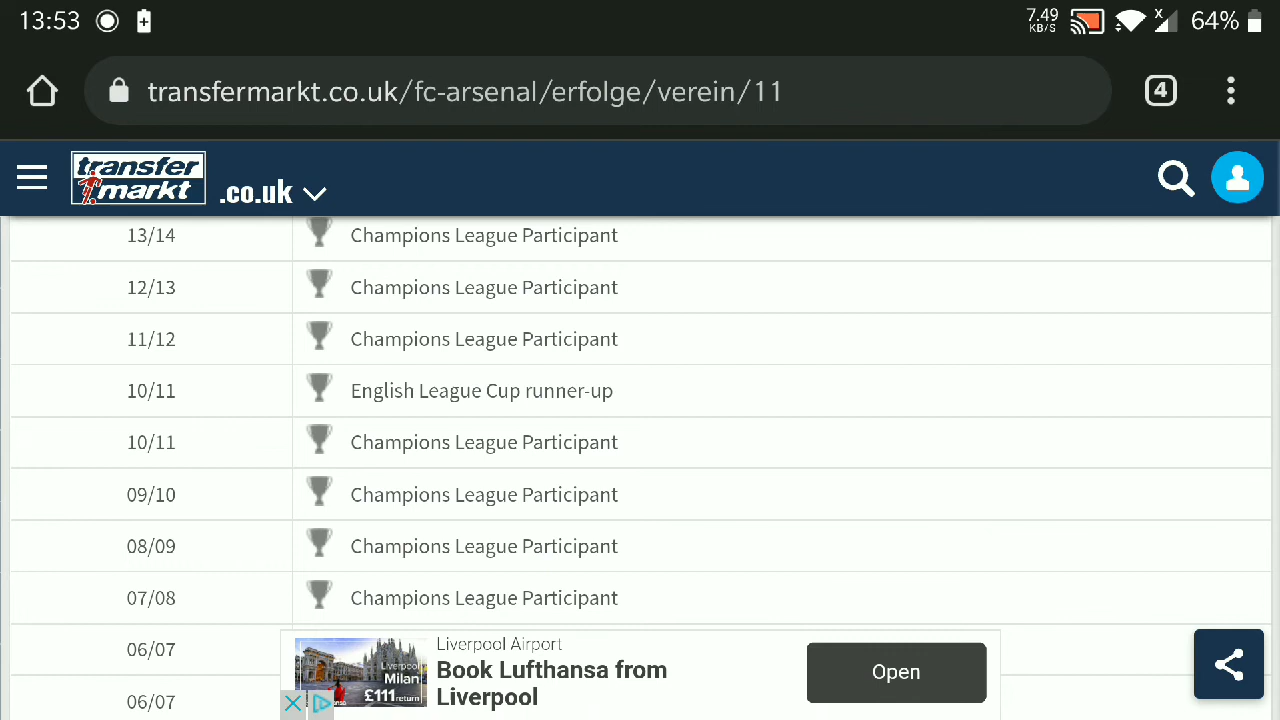 13:53
7.49
KB/S
X
64%
transfermarkt.co.uk/fc-arsenal/erfolge/verein/11
4
transfer
markt
.co.uk
13/14 Champions League Participant
12/13 Champions League Participant
11/12 Champions League Participant
10/11 English League Cup runner-up
10/11 Champions League Participant
09/10 Champions League Participant
08/09 Champions League Participant
07/08 Champions League Participant
06/07
06/07
Liverpool
Milan
£111 return
Liverpool Airport
Book Lufthansa from
Liverpool
Open